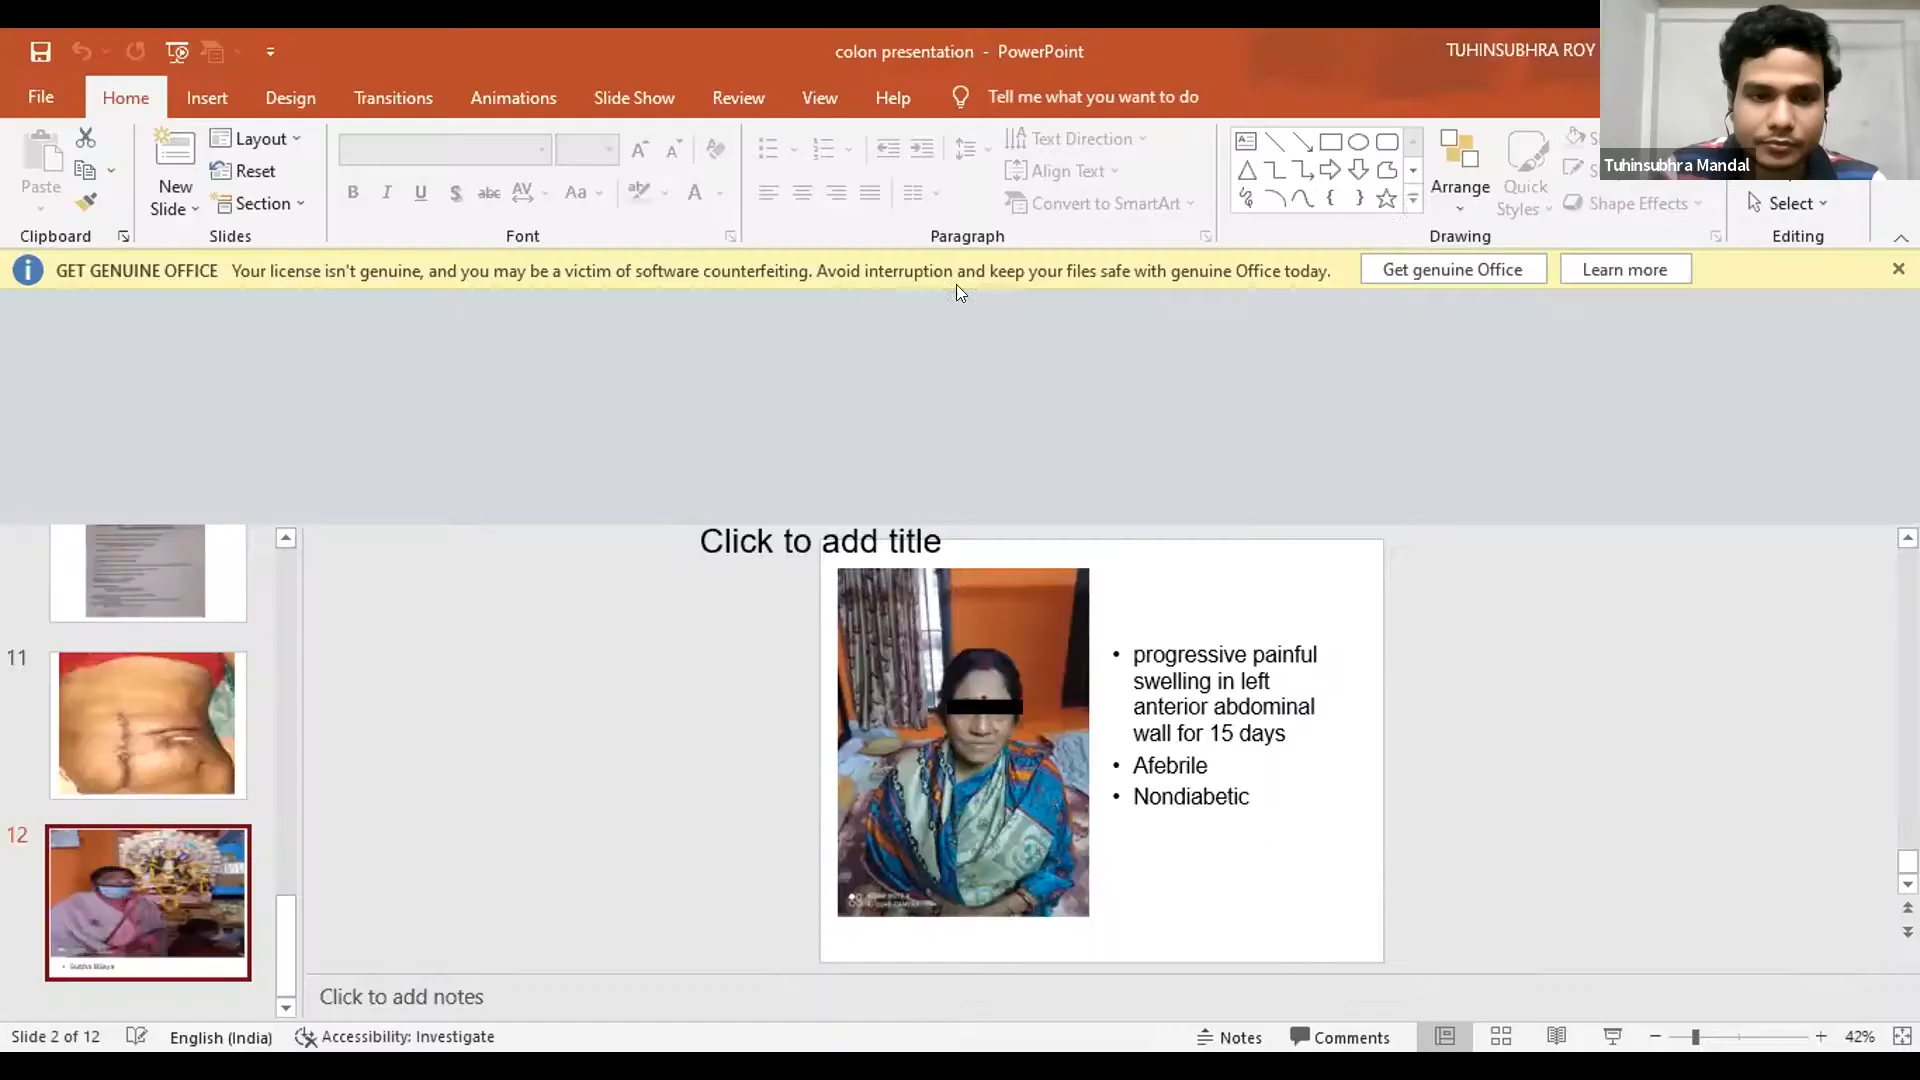 colon presentation - PowerPoint
TUHINSUBHRA ROY
File Home Insert Design Transitions Animations Slide Show Review View Help Tell me what you want to do
Tuhinsubhra Mandal
Paste
New
Slide
Layout
Reset
Section
Text Direction
Align Text
Convert to SmartArt
Arrange
Quick
Styles
Shape Effects
Select
Clipboard Slides Font Paragraph Drawing Editing
GET GENUINE OFFICE Your license isn't genuine, and you may be a victim of software counterfeiting. Avoid interruption and keep your files safe with genuine Office today. Get genuine Office Learn more
Click to add title
11
12
• progressive painful
swelling in left
anterior abdominal
wall for 15 days
• Afebrile
• Nondiabetic
Click to add notes
Slide 2 of 12 English (India) Accessibility: Investigate Notes Comments 42%